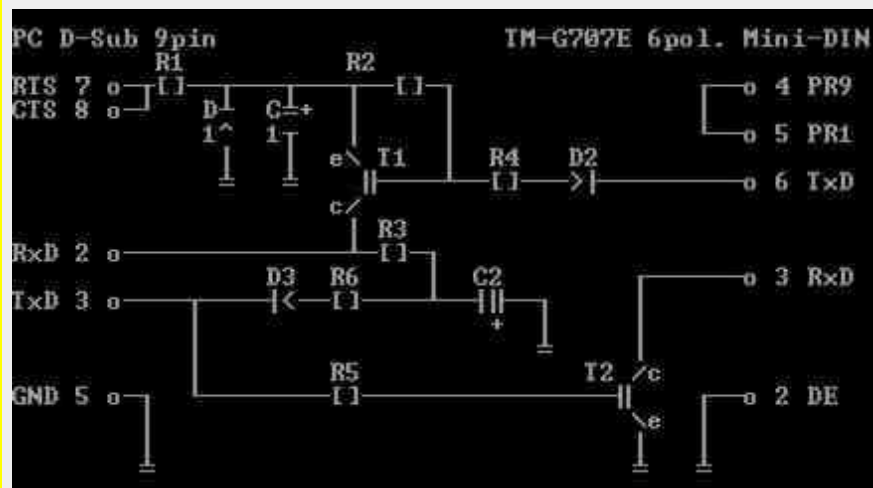 PC D-Sub 9pin TM-G707E 6pol. Mini-DIN
R1 R2
RTS 7 o [ ] [ ] o 4 PR9
CTS 8 o D C +
1^ 1 o 5 PR1
e T1 R4 D2
[ ] >| o 6 TxD
c
R3
RxD 2 o [ ]
D3 R6 C2 o 3 RxD
TxD 3 o |< [ ]
+
R5 T2 c
GND 5 o [ ] o 2 DE
e